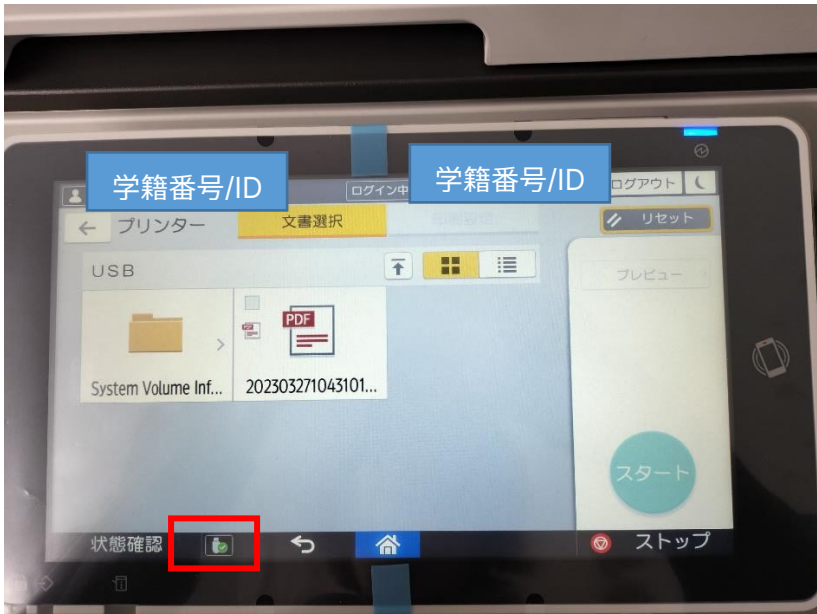 学籍番号/ID
学籍番号/ID
ログイン中
ログアウト
プリンター
文書選択
リセット
USB
プレビュー
PDF
System Volume Inf...
202303271043101...
スタート
状態確認
ストップ